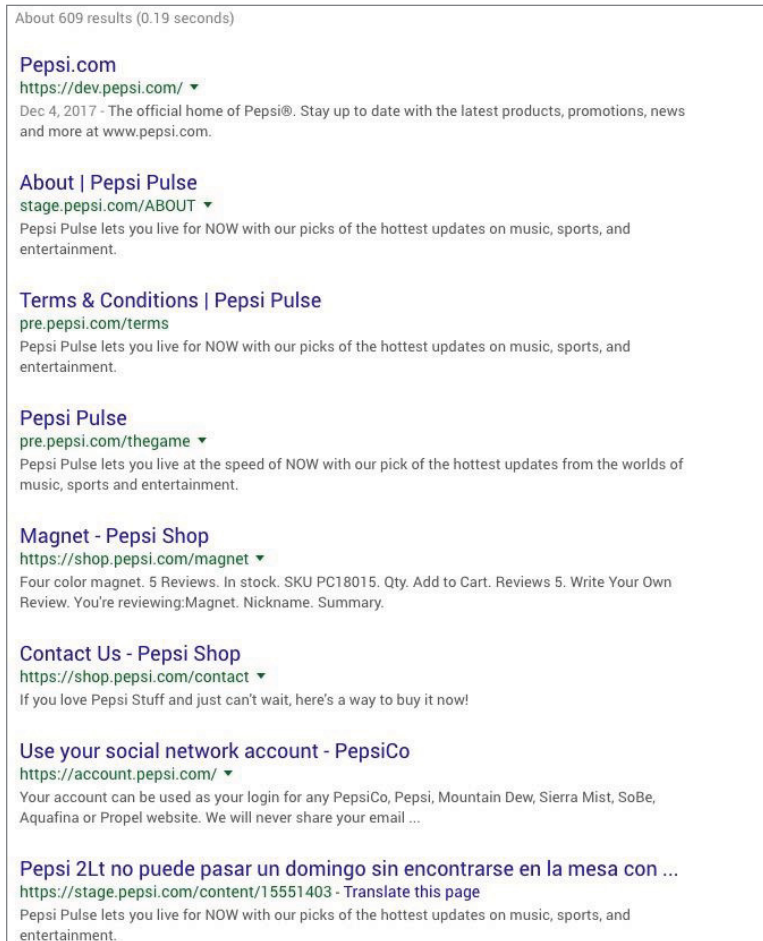 About 609 results (0.19 seconds)
Pepsi.com
https://dev.pepsi.com/
Dec 4, 2017 - The official home of Pepsi®. Stay up to date with the latest products, promotions, news
and more at www.pepsi.com.
About | Pepsi Pulse
stage.pepsi.com/ABOUT
Pepsi Pulse lets you live for NOW with our picks of the hottest updates on music, sports, and
entertainment.
Terms & Conditions | Pepsi Pulse
pre.pepsi.com/terms
Pepsi Pulse lets you live for NOW with our picks of the hottest updates on music, sports, and
entertainment.
Pepsi Pulse
pre.pepsi.com/thegame
Pepsi Pulse lets you live at the speed of NOW with our pick of the hottest updates from the worlds of
music, sports and entertainment.
Magnet - Pepsi Shop
https://shop.pepsi.com/magnet
Four color magnet. 5 Reviews. In stock. SKU PC18015. Qty. Add to Cart. Reviews 5. Write Your Own
Review. You're reviewing:Magnet. Nickname. Summary.
Contact Us - Pepsi Shop
https://shop.pepsi.com/contact
If you love Pepsi Stuff and just can't wait, here's a way to buy it now!
Use your social network account - PepsiCo
https://account.pepsi.com/
Your account can be used as your login for any PepsiCo, Pepsi, Mountain Dew, Sierra Mist, SoBe,
Aquafina or Propel website. We will never share your email ...
Pepsi 2Lt no puede pasar un domingo sin encontrarse en la mesa con ...
https://stage.pepsi.com/content/15551403 - Translate this page
Pepsi Pulse lets you live for NOW with our picks of the hottest updates on music, sports, and
entertainment.